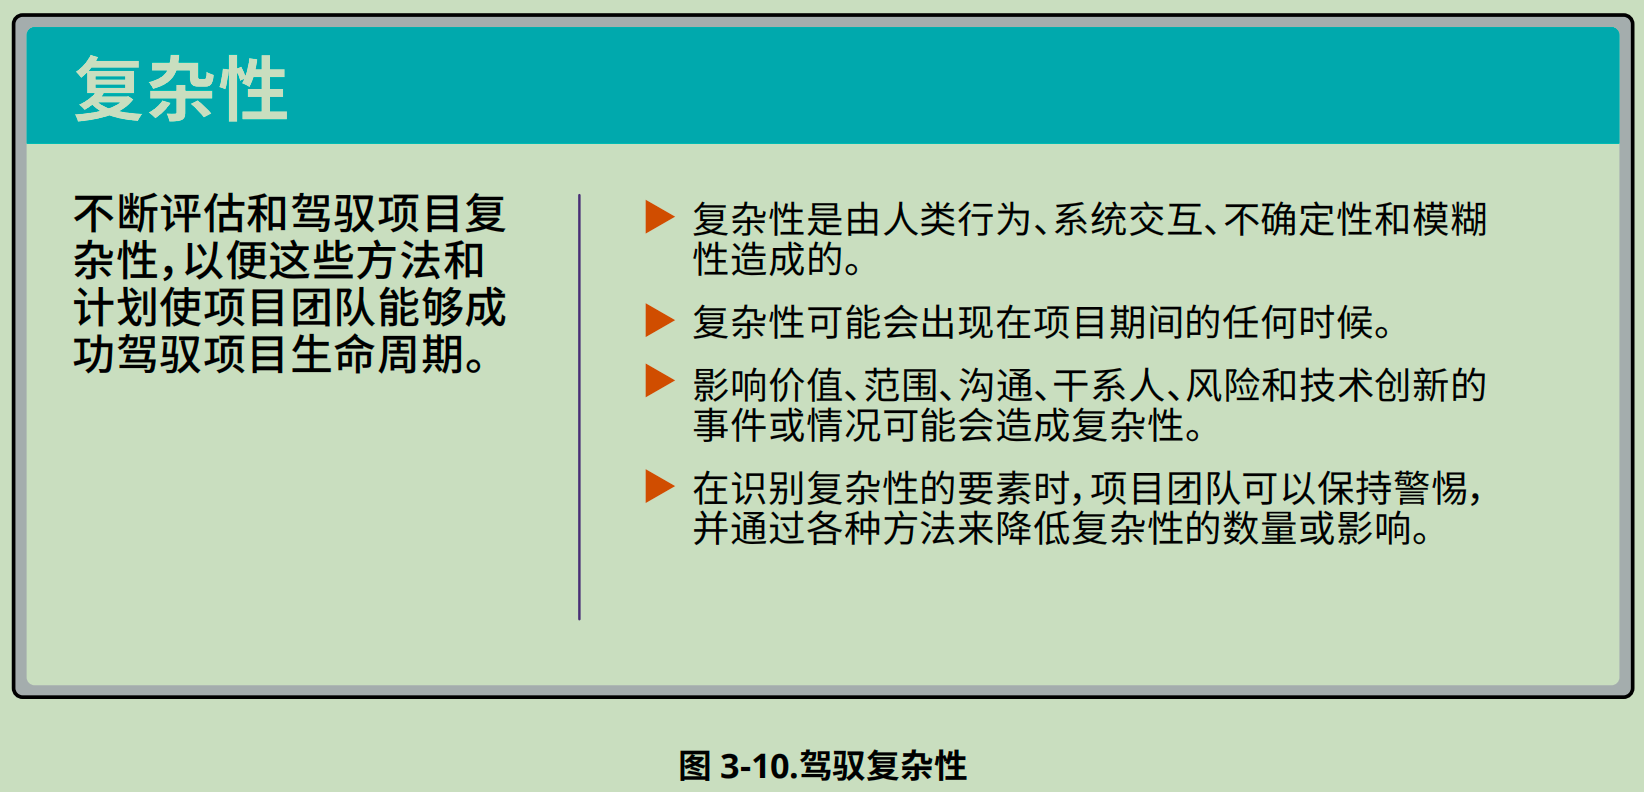 复杂性
不断评估和驾驭项目复
杂性，以便这些方法和
计划使项目团队能够成
功驾驭项目生命周期。
复杂性是由人类行为、系统交互、不确定性和模糊
性造成的。
复杂性可能会出现在项目期间的任何时候。
影响价值、范围、沟通、干系人、风险和技术创新的
事件或情况可能会造成复杂性。
在识别复杂性的要素时，项目团队可以保持警惕，
并通过各种方法来降低复杂性的数量或影响。
图 3-10.驾驭复杂性